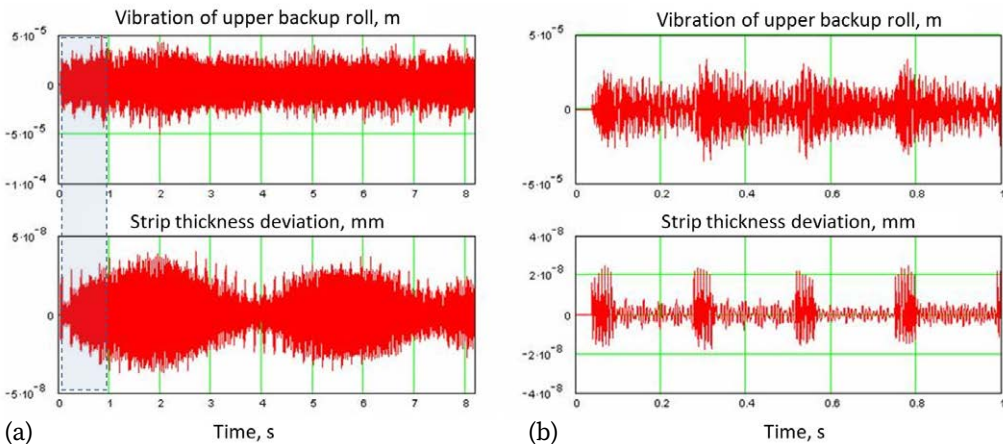 Vibration of upper backup roll, m
5·10⁻⁵
0
−5·10⁻⁵
−1·10⁻⁴
0 1 2 3 4 5 6 7 8
Strip thickness deviation, mm
5·10⁻⁸
0
−5·10⁻⁸
0 1 2 3 4 5 6 7 8
(a) Time, s
Vibration of upper backup roll, m
5·10⁻⁵
0
−5·10⁻⁵
0 0.2 0.4 0.6 0.8 1
Strip thickness deviation, mm
4·10⁻⁸
2·10⁻⁸
0
−2·10⁻⁸
−4·10⁻⁸
0 0.2 0.4 0.6 0.8 1
(b) Time, s